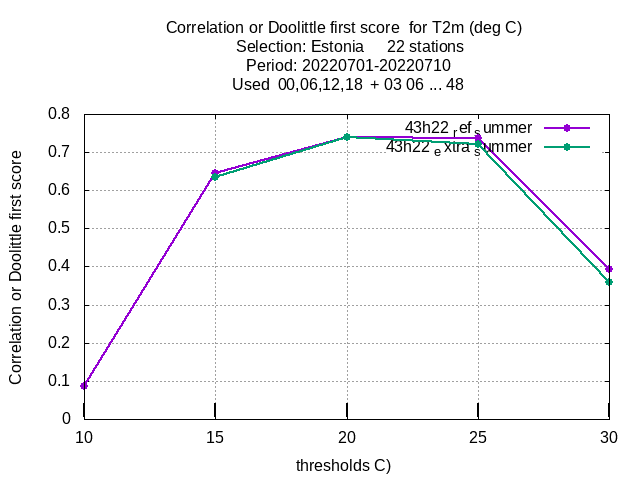 Correlation or Doolittle first score  for T2m (deg C)
Selection: Estonia     22 stations
Period: 20220701-20220710
Used  00,06,12,18  + 03 06 ... 48
43h22_ref_summer
43h22_extra_summer
Correlation or Doolittle first score
0.8
0.7
0.6
0.5
0.4
0.3
0.2
0.1
0
10 15 20 25 30
thresholds C)